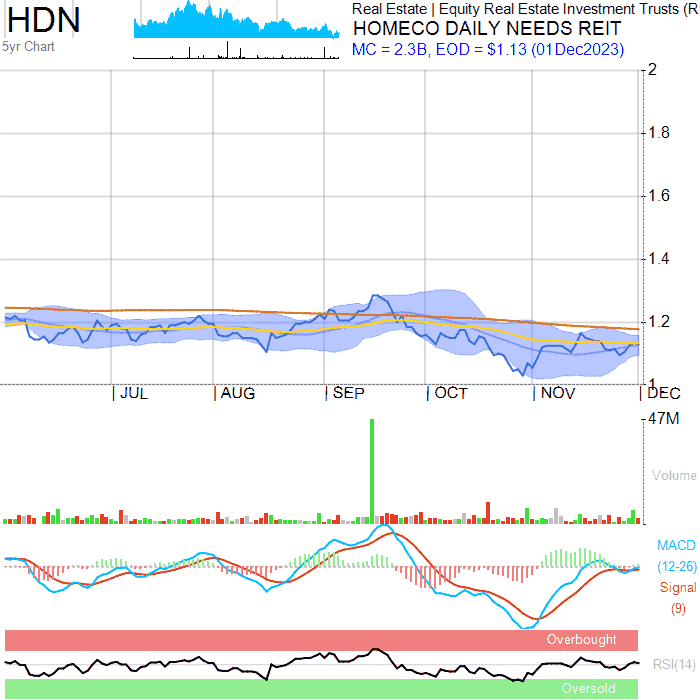 HDN
5yr Chart
Real Estate | Equity Real Estate Investment Trusts (R
HOMECO DAILY NEEDS REIT
MC = 2.3B, EOD = $1.13 (01Dec2023)
2
1.8
1.6
1.4
1.2
1
| JUL | AUG | SEP | OCT | NOV | DEC
47M
Volume
MACD
(12-26)
Signal
(9)
Overbought
RSI(14)
Oversold